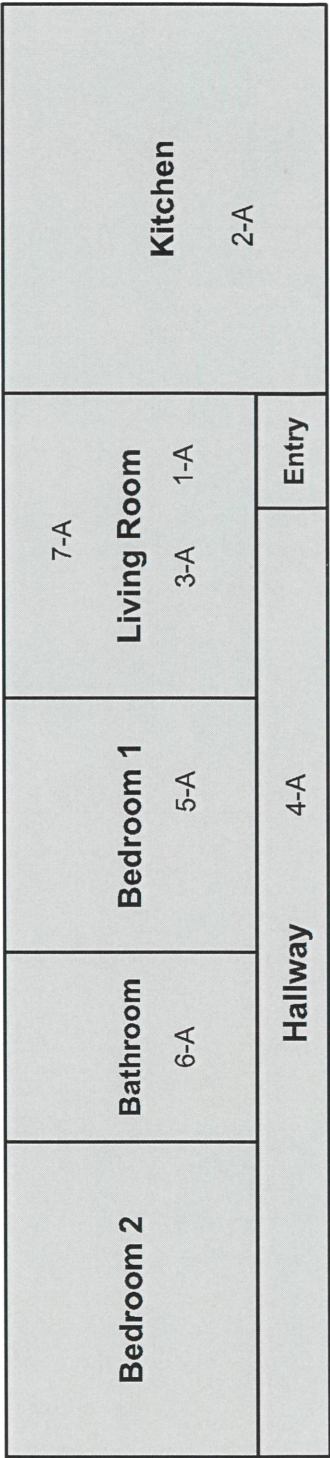 Bedroom 2
Bathroom
6-A
Bedroom 1
5-A
7-A
Living Room
3-A 1-A
Kitchen
2-A
Hallway
4-A
Entry